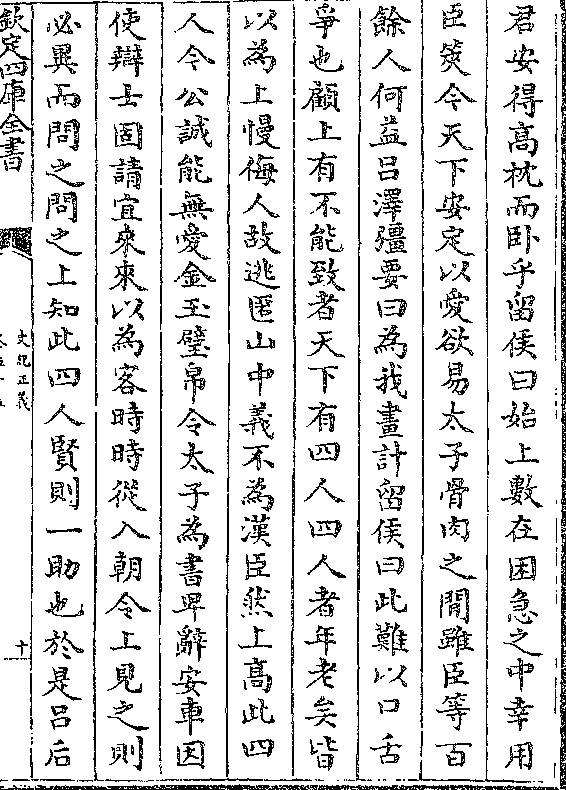 君安得高枕而臥乎留侯曰始上數在困急之中幸用
臣筴今天下安定以愛欲易太子骨肉之閒雖臣等百
餘人何益呂澤彊要曰為我畫計留侯曰此難以口舌
爭也顧上有不能致者天下有四人四人者年老矣皆
以為上慢侮人故逃匿山中義不為漢臣然上高此四
人今公誠能無愛金玉璧帛令太子為書卑辭安車因
使辯士固請宜來來以為客時時從入朝令上見之則
必異而問之問之上知此四人賢則一助也於是呂后
欽定四庫全書
史記正義
十